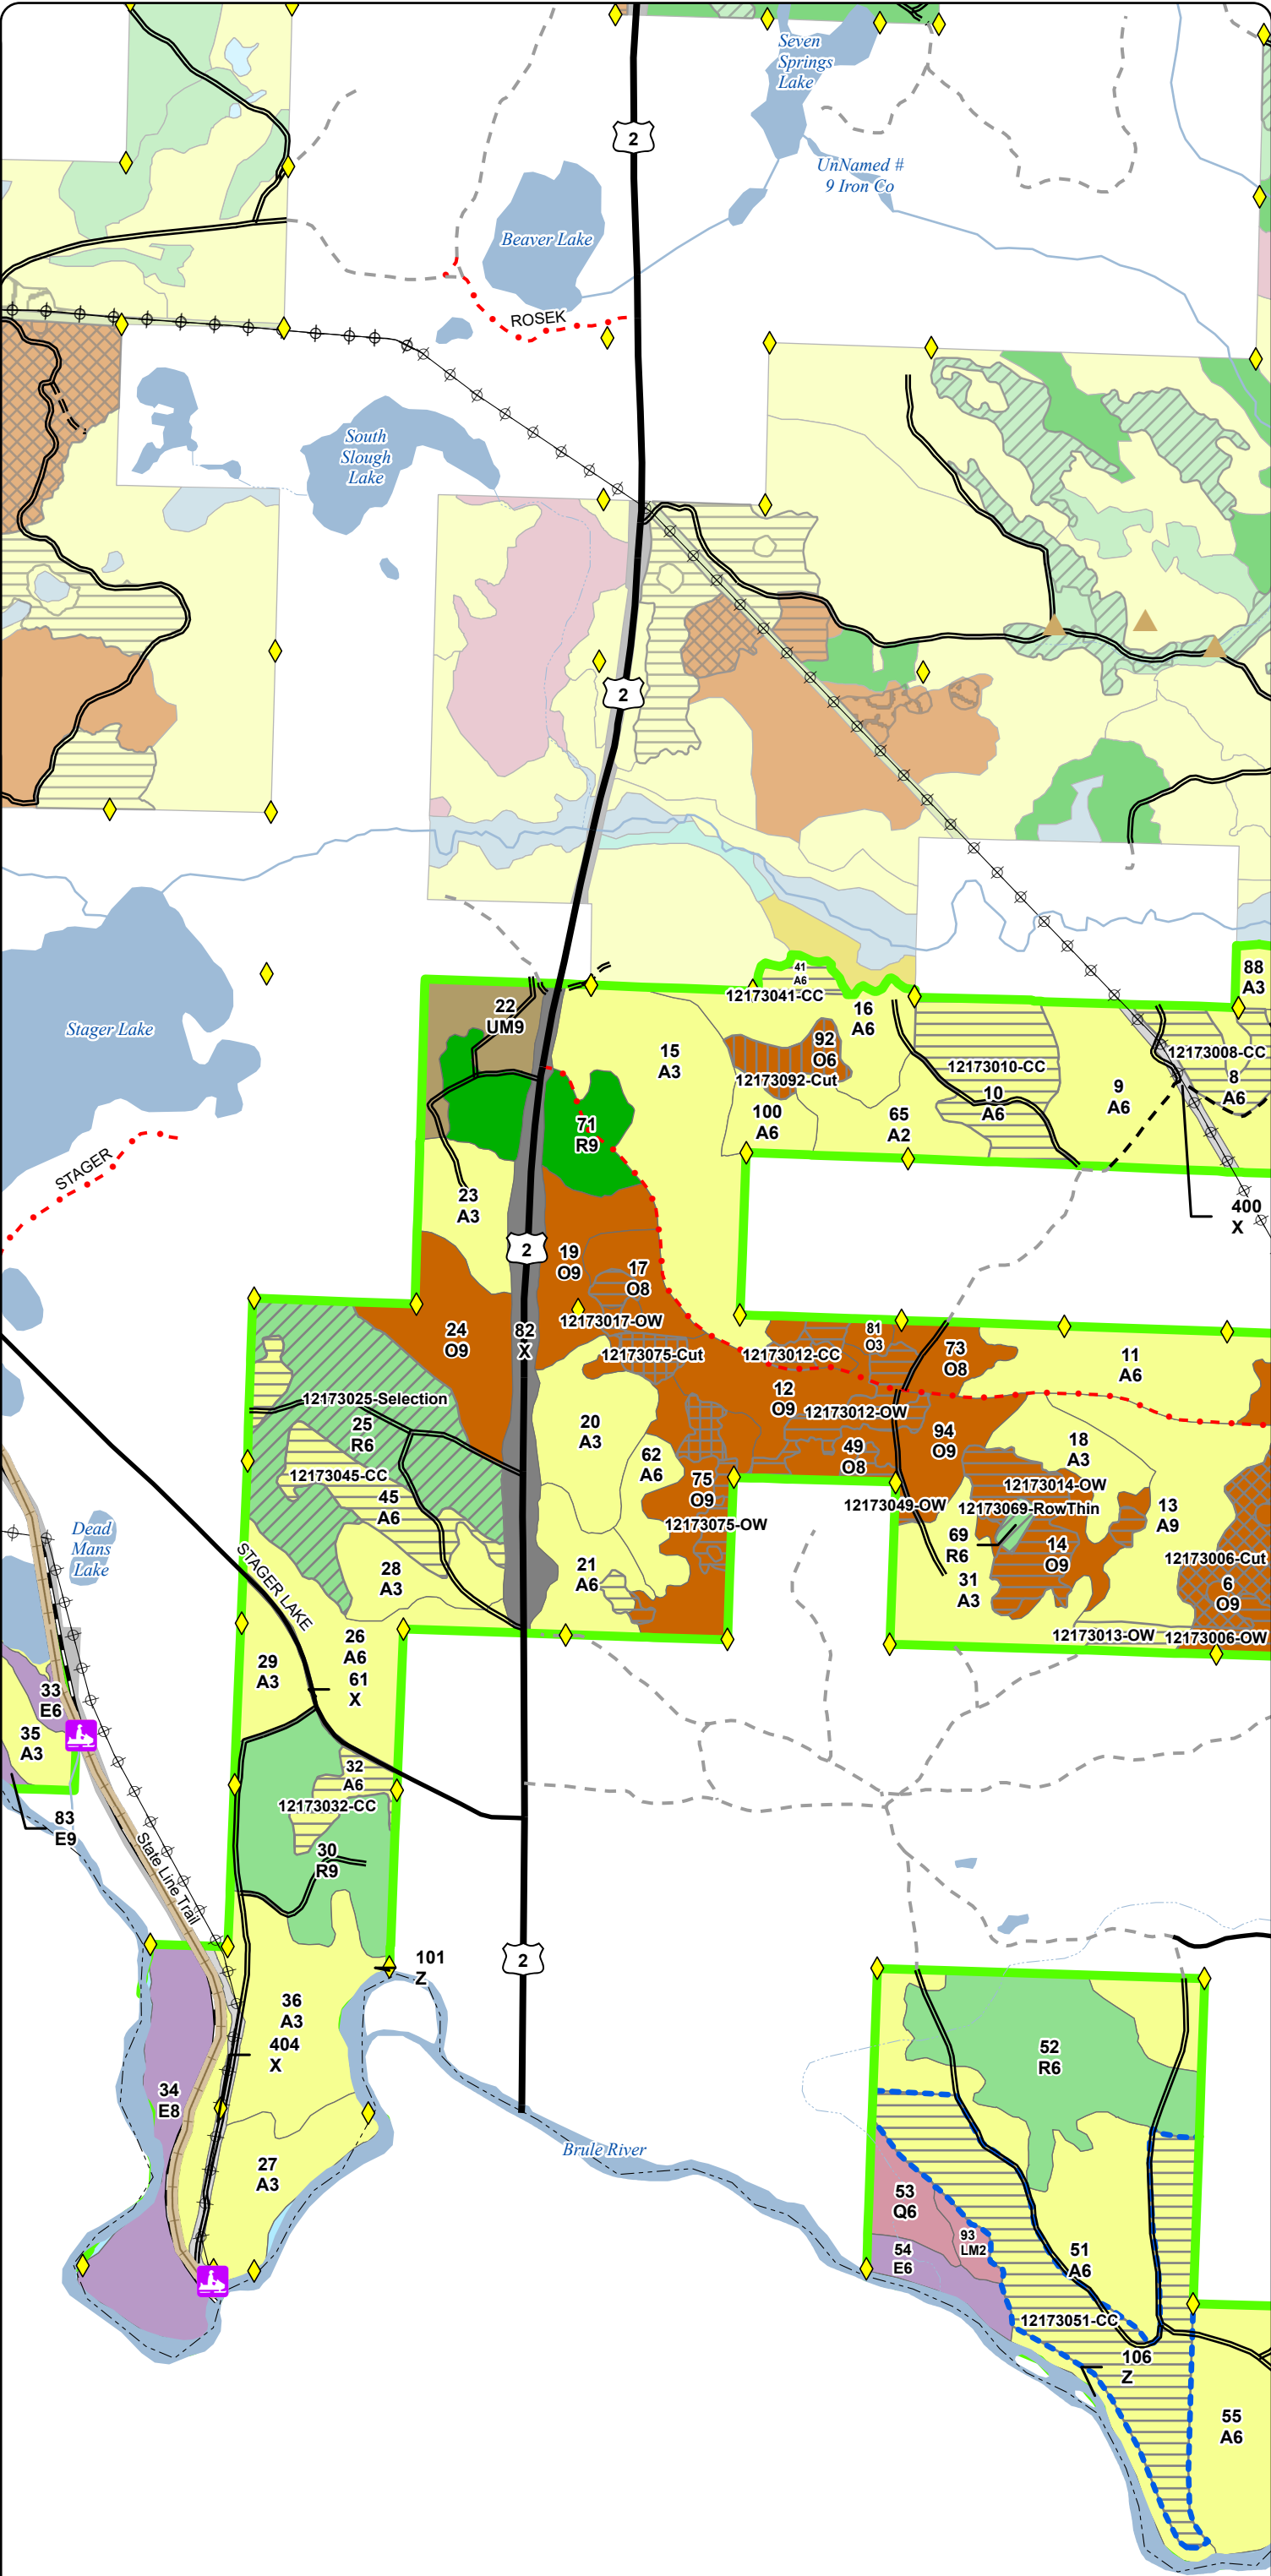 Seven
Springs
Lake
2
UnNamed #
9 Iron Co
Beaver Lake
ROSEK
South
Slough
Lake
2
88
A3
41
A6
12173041-CC
22
UM9
16
A6
92
O6
15
A3
12173010-CC
12173008-CC
12173092-Cut
8
A6
9
A6
10
A6
100
A6
65
A2
71
R9
Stager Lake
STAGER
23
A3
400
X
2
19
O9
17
O8
12173017-OW
24
O9
82
X
81
O3
12173075-Cut
12173012-CC
73
O8
11
A6
12173025-Selection
12
O9
12173012-OW
25
R6
20
A3
94
O9
18
A3
49
O8
62
A6
12173045-CC
45
A6
75
O9
12173014-OW
12173049-OW
12173069-RowThin
13
A9
12173075-OW
Dead
Mans
Lake
69
R6
14
O9
12173006-Cut
STAGER LAKE
28
A3
21
A6
31
A3
6
O9
26
A6
12173013-OW
12173006-OW
29
A3
61
X
33
E6
35
A3
32
A6
12173032-CC
83
E9
State Line Trail
30
R9
101
Z
2
36
A3
404
X
52
R6
34
E8
Brule River
27
A3
53
Q6
93
LM2
54
E6
51
A6
12173051-CC
106
Z
55
A6